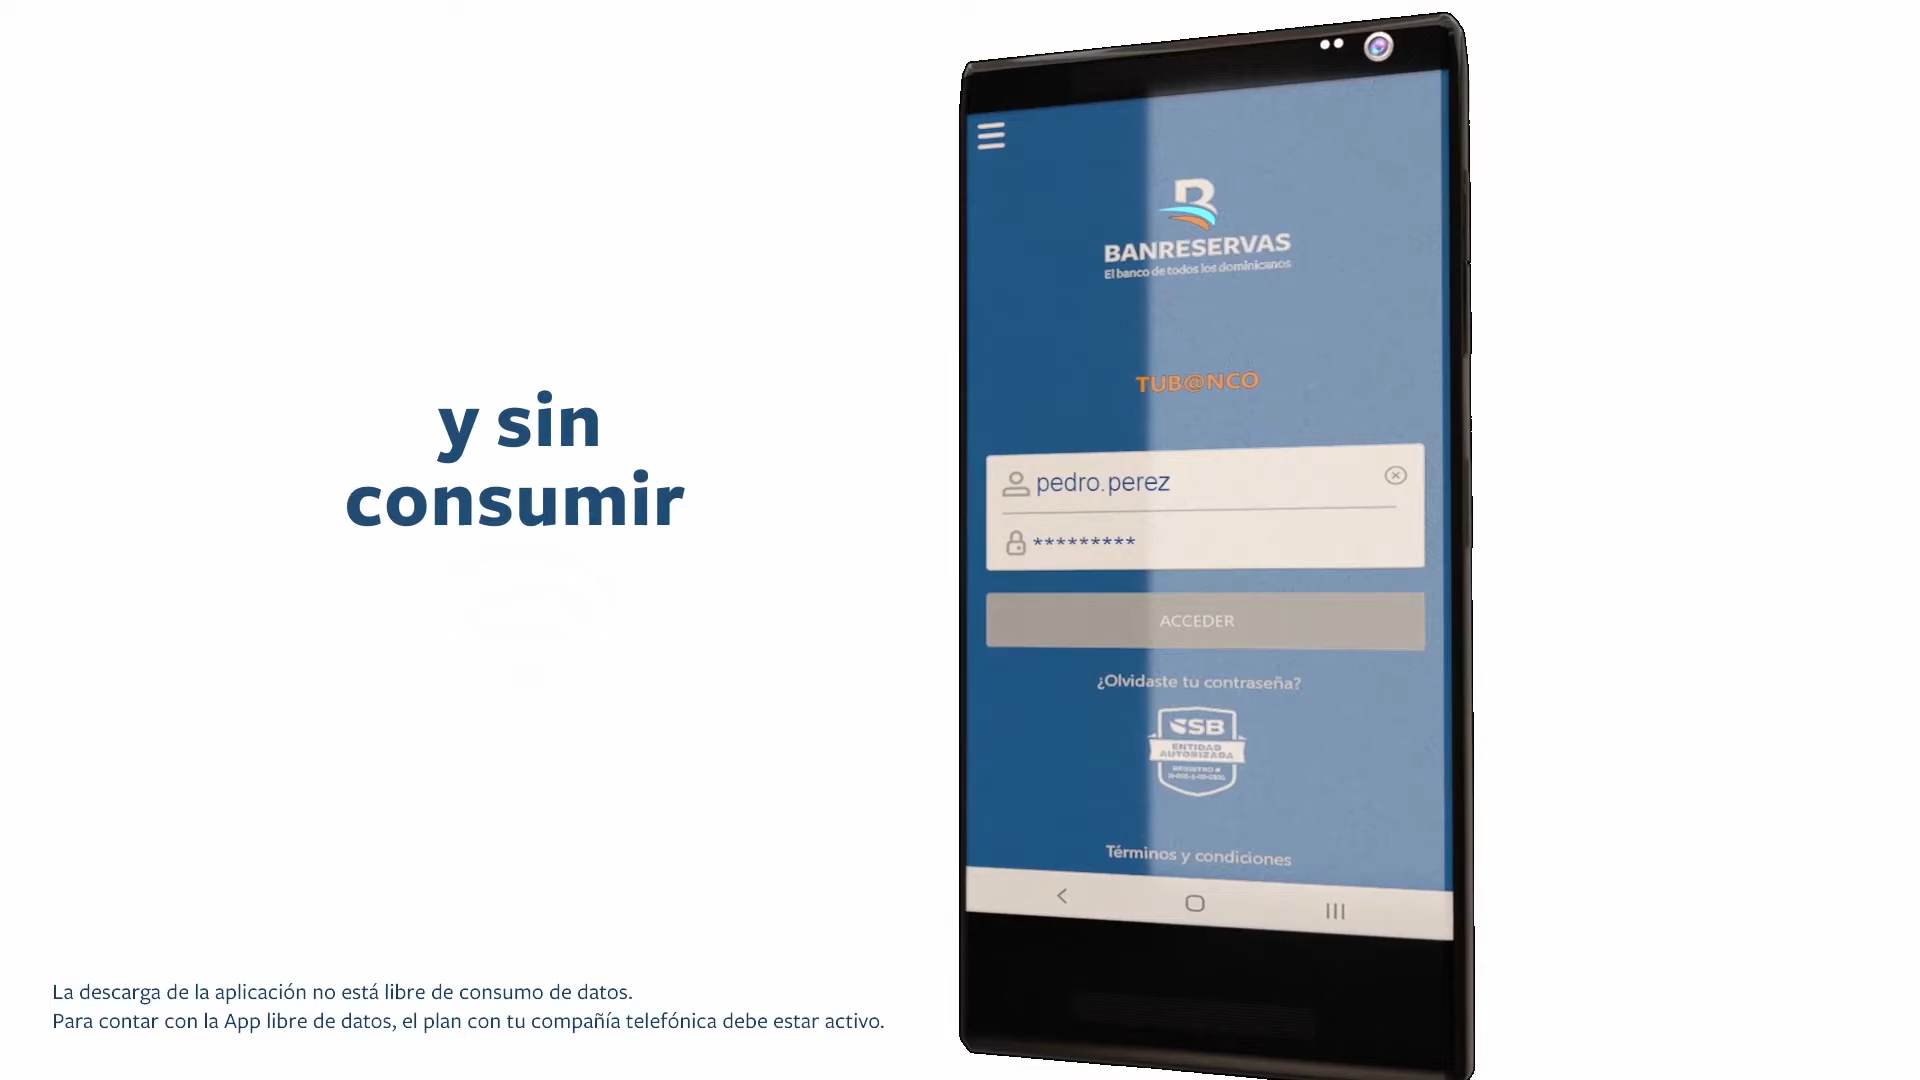 y sin
consumir
BANRESERVAS
El banco de todos los dominicanos
TUB@NCO
pedro.perez
*********
ACCEDER
¿Olvidaste tu contraseña?
SB
ENTIDAD
AUTORIZADA
REGISTRO #
Términos y condiciones
La descarga de la aplicación no está libre de consumo de datos.
Para contar con la App libre de datos, el plan con tu compañía telefónica debe estar activo.